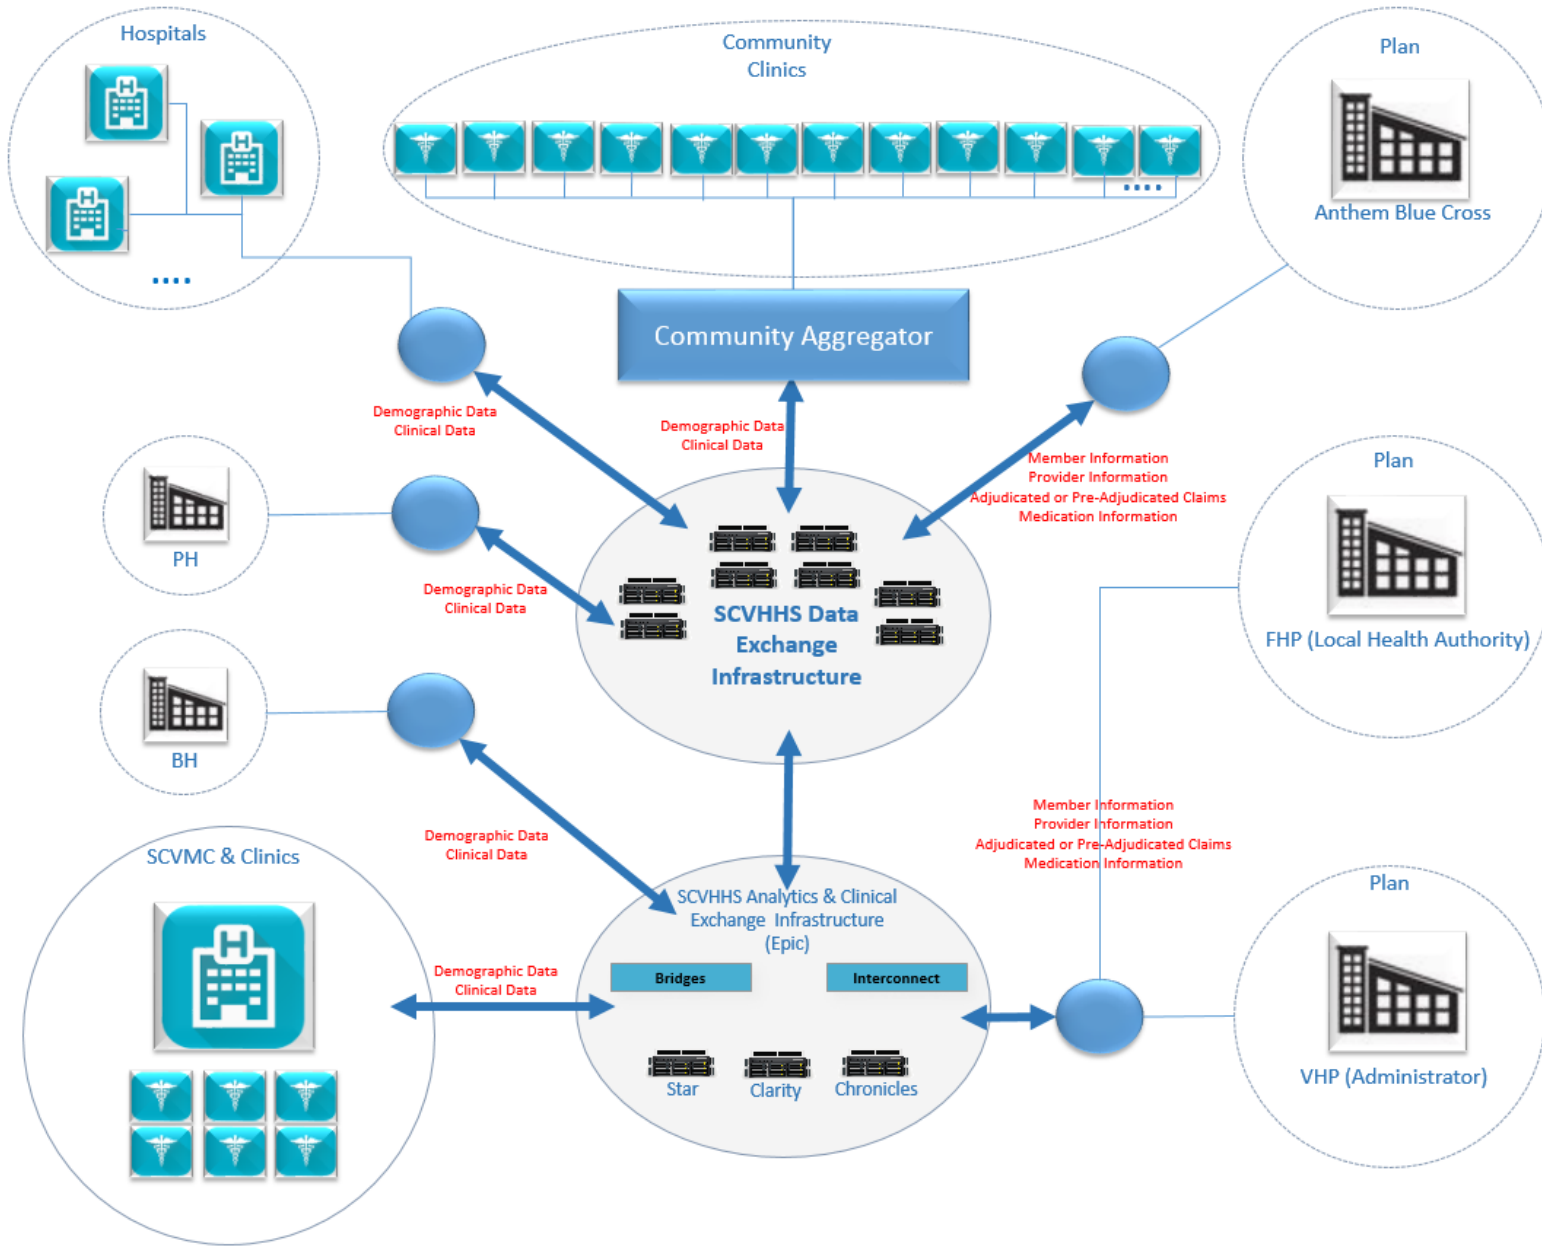 Hospitals
Community
Clinics
Plan
Anthem Blue Cross
....
....
Community Aggregator
Demographic Data
Clinical Data
Demographic Data
Clinical Data
Member Information
Provider Information
Adjudicated or Pre-Adjudicated Claims
Medication Information
Plan
FHP (Local Health Authority)
PH
Demographic Data
Clinical Data
SCVHHS Data
Exchange
Infrastructure
BH
Demographic Data
Clinical Data
Member Information
Provider Information
Adjudicated or Pre-Adjudicated Claims
Medication Information
SCVMC & Clinics
H
Demographic Data
Clinical Data
SCVHHS Analytics & Clinical
Exchange Infrastructure
(Epic)
Bridges
Interconnect
Star
Clarity
Chronicles
Plan
VHP (Administrator)